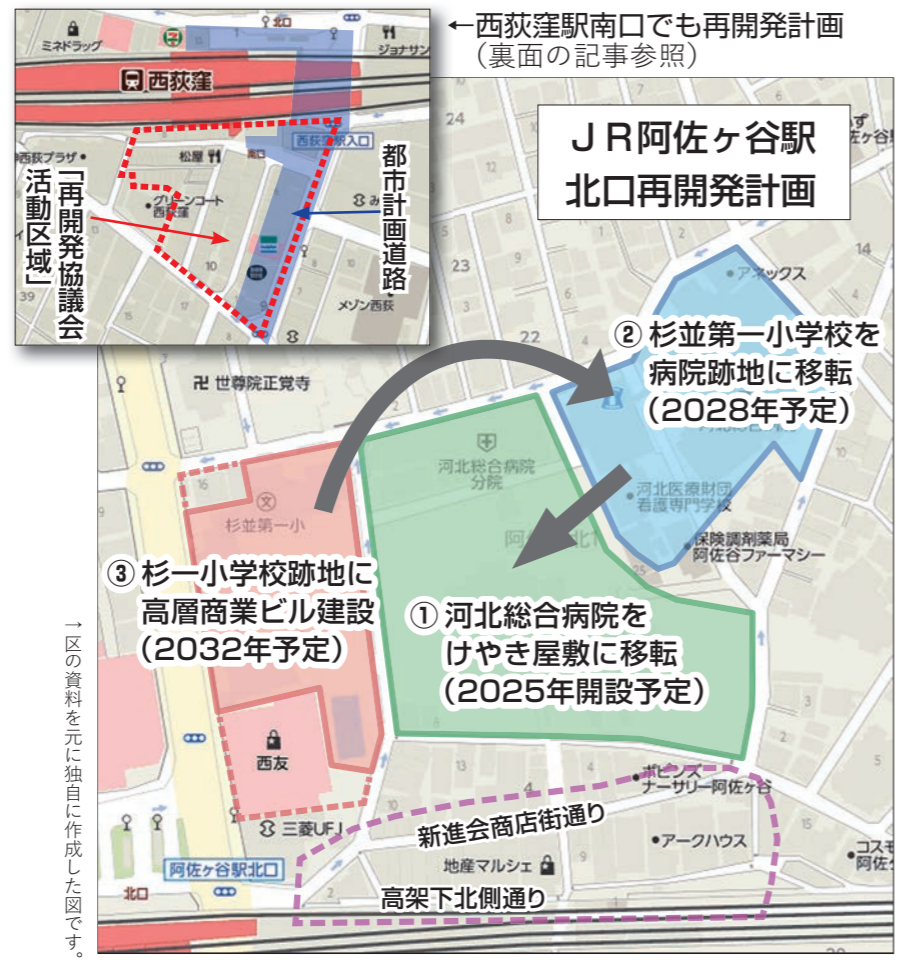 ←西荻窪駅南口でも再開発計画
（裏面の記事参照）
ＪＲ阿佐ヶ谷駅
北口再開発計画
北口
ミネドラッグ
ジョナサン
西荻窪
西荻窪駅入口
西荻プラザ
松屋
南口
グリーンコート
西荻窪
都市計画道路
「再開発協議会
活動区域」
10
39
メゾン西荻
24
23
22
14
アネックス
② 杉並第一小学校を
病院跡地に移転
（2028年予定）
卍 世尊院正覚寺
河北総合病院
分院
16
杉並第一小
河北医療財団
看護専門学校
保険調剤薬局
阿佐谷ファーマシー
25
③ 杉一小学校跡地に
高層商業ビル建設
（2032年予定）
① 河北総合病院を
けやき屋敷に移転
（2025年開設予定）
→区の資料を元に独自に作成した図です。
西友
三菱UFJ
13
10
ポピンズ
ナーサリー阿佐ヶ谷
新進会商店街通り
アークハウス
15
地産マルシェ
阿佐ヶ谷駅北口
北口
高架下北側通り